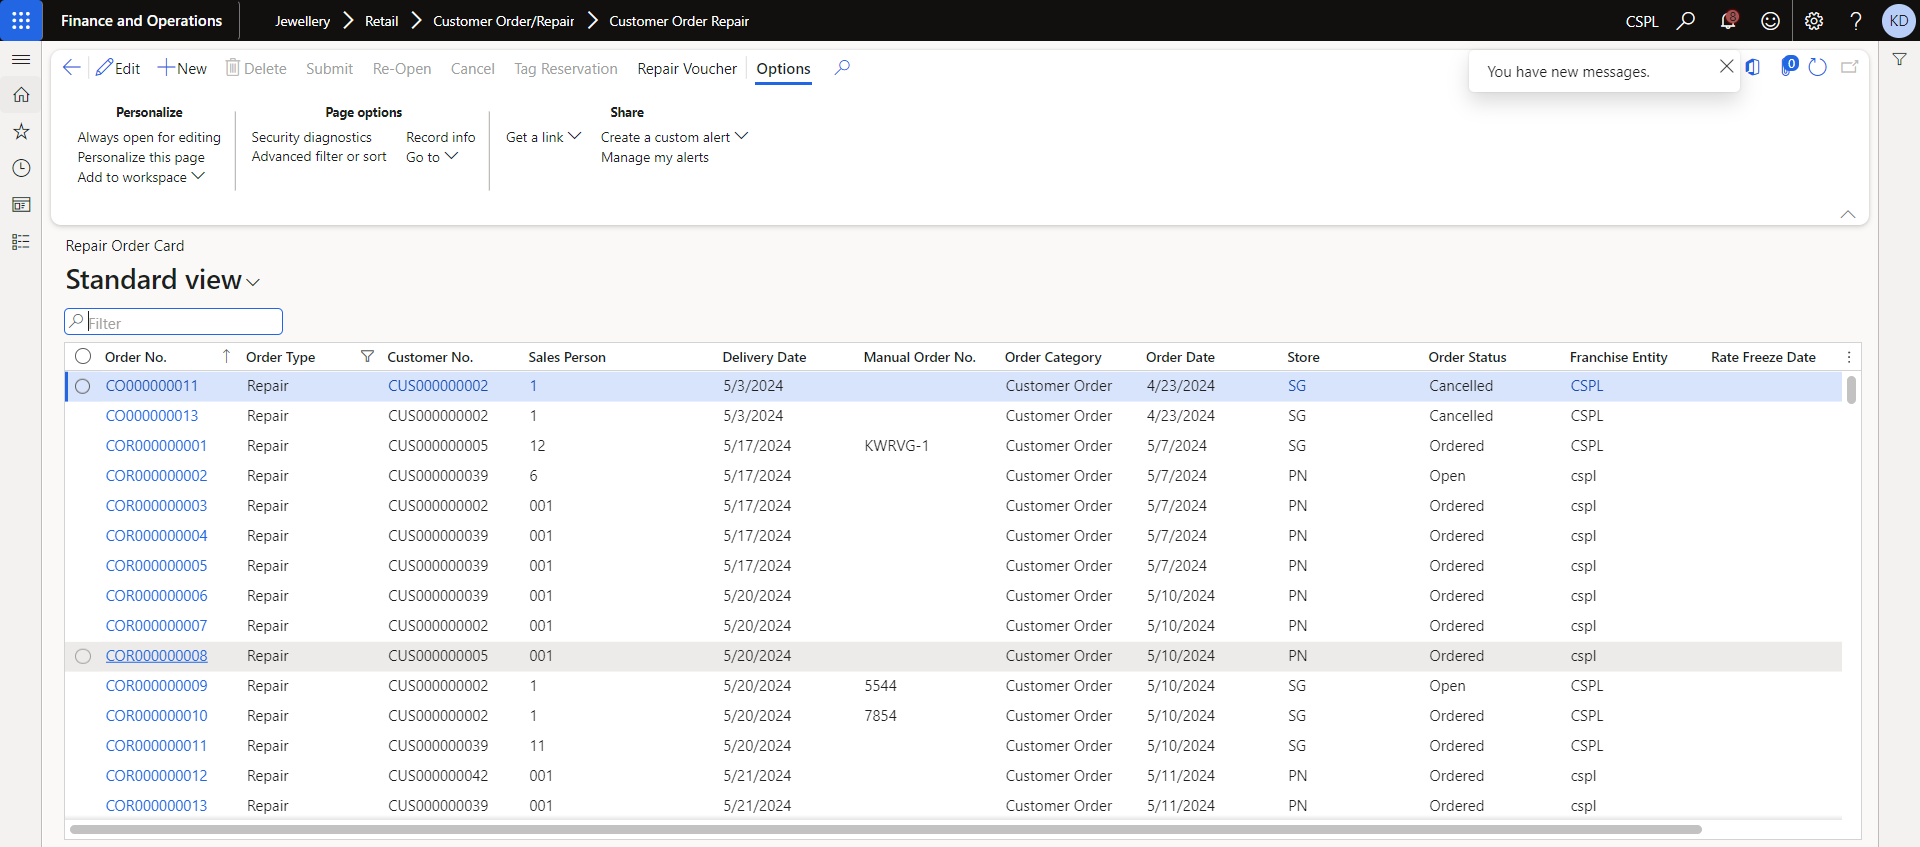 Finance and Operations Jewellery Retail Customer Order/Repair Customer Order Repair CSPL 8 ? KD
Edit New Delete Submit Re-Open Cancel Tag Reservation Repair Voucher Options You have new messages. 0
Personalize Page options Share
Always open for editing Security diagnostics Record info Get a link Create a custom alert
Personalize this page Advanced filter or sort Go to Manage my alerts
Add to workspace
Repair Order Card
Standard view
Filter
Order No. Order Type Customer No. Sales Person Delivery Date Manual Order No. Order Category Order Date Store Order Status Franchise Entity Rate Freeze Date
CO000000011 Repair CUS000000002 1 5/3/2024 Customer Order 4/23/2024 SG Cancelled CSPL
CO000000013 Repair CUS000000002 1 5/3/2024 Customer Order 4/23/2024 SG Cancelled CSPL
COR000000001 Repair CUS000000005 12 5/17/2024 KWRVG-1 Customer Order 5/7/2024 SG Ordered CSPL
COR000000002 Repair CUS000000039 6 5/17/2024 Customer Order 5/7/2024 PN Open cspl
COR000000003 Repair CUS000000002 001 5/17/2024 Customer Order 5/7/2024 PN Ordered cspl
COR000000004 Repair CUS000000039 001 5/17/2024 Customer Order 5/7/2024 PN Ordered cspl
COR000000005 Repair CUS000000039 001 5/17/2024 Customer Order 5/7/2024 PN Ordered cspl
COR000000006 Repair CUS000000039 001 5/20/2024 Customer Order 5/10/2024 PN Ordered cspl
COR000000007 Repair CUS000000002 001 5/20/2024 Customer Order 5/10/2024 PN Ordered cspl
COR000000008 Repair CUS000000005 001 5/20/2024 Customer Order 5/10/2024 PN Ordered cspl
COR000000009 Repair CUS000000002 1 5/20/2024 5544 Customer Order 5/10/2024 SG Open CSPL
COR000000010 Repair CUS000000002 1 5/20/2024 7854 Customer Order 5/10/2024 SG Ordered CSPL
COR000000011 Repair CUS000000039 11 5/20/2024 Customer Order 5/10/2024 SG Ordered CSPL
COR000000012 Repair CUS000000042 001 5/21/2024 Customer Order 5/11/2024 PN Ordered cspl
COR000000013 Repair CUS000000039 001 5/21/2024 Customer Order 5/11/2024 PN Ordered cspl